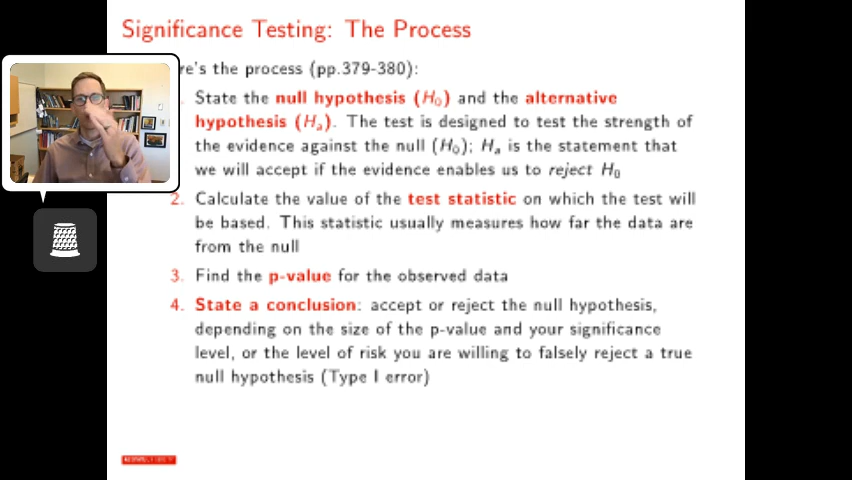 Significance Testing: The Process
re's the process (pp.379-380):
State the null hypothesis (H₀) and the alternative
hypothesis (Hₐ). The test is designed to test the strength of
the evidence against the null (H₀); Hₐ is the statement that
we will accept if the evidence enables us to reject H₀
2. Calculate the value of the test statistic on which the test will
be based. This statistic usually measures how far the data are
from the null
3. Find the p-value for the observed data
4. State a conclusion: accept or reject the null hypothesis,
depending on the size of the p-value and your significance
level, or the level of risk you are willing to falsely reject a true
null hypothesis (Type I error)